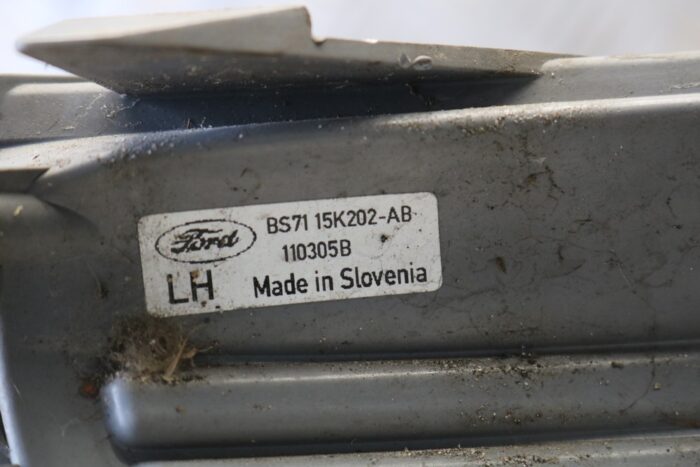 Ford
BS71 15K202-AB
110305B
LH
Made in Slovenia